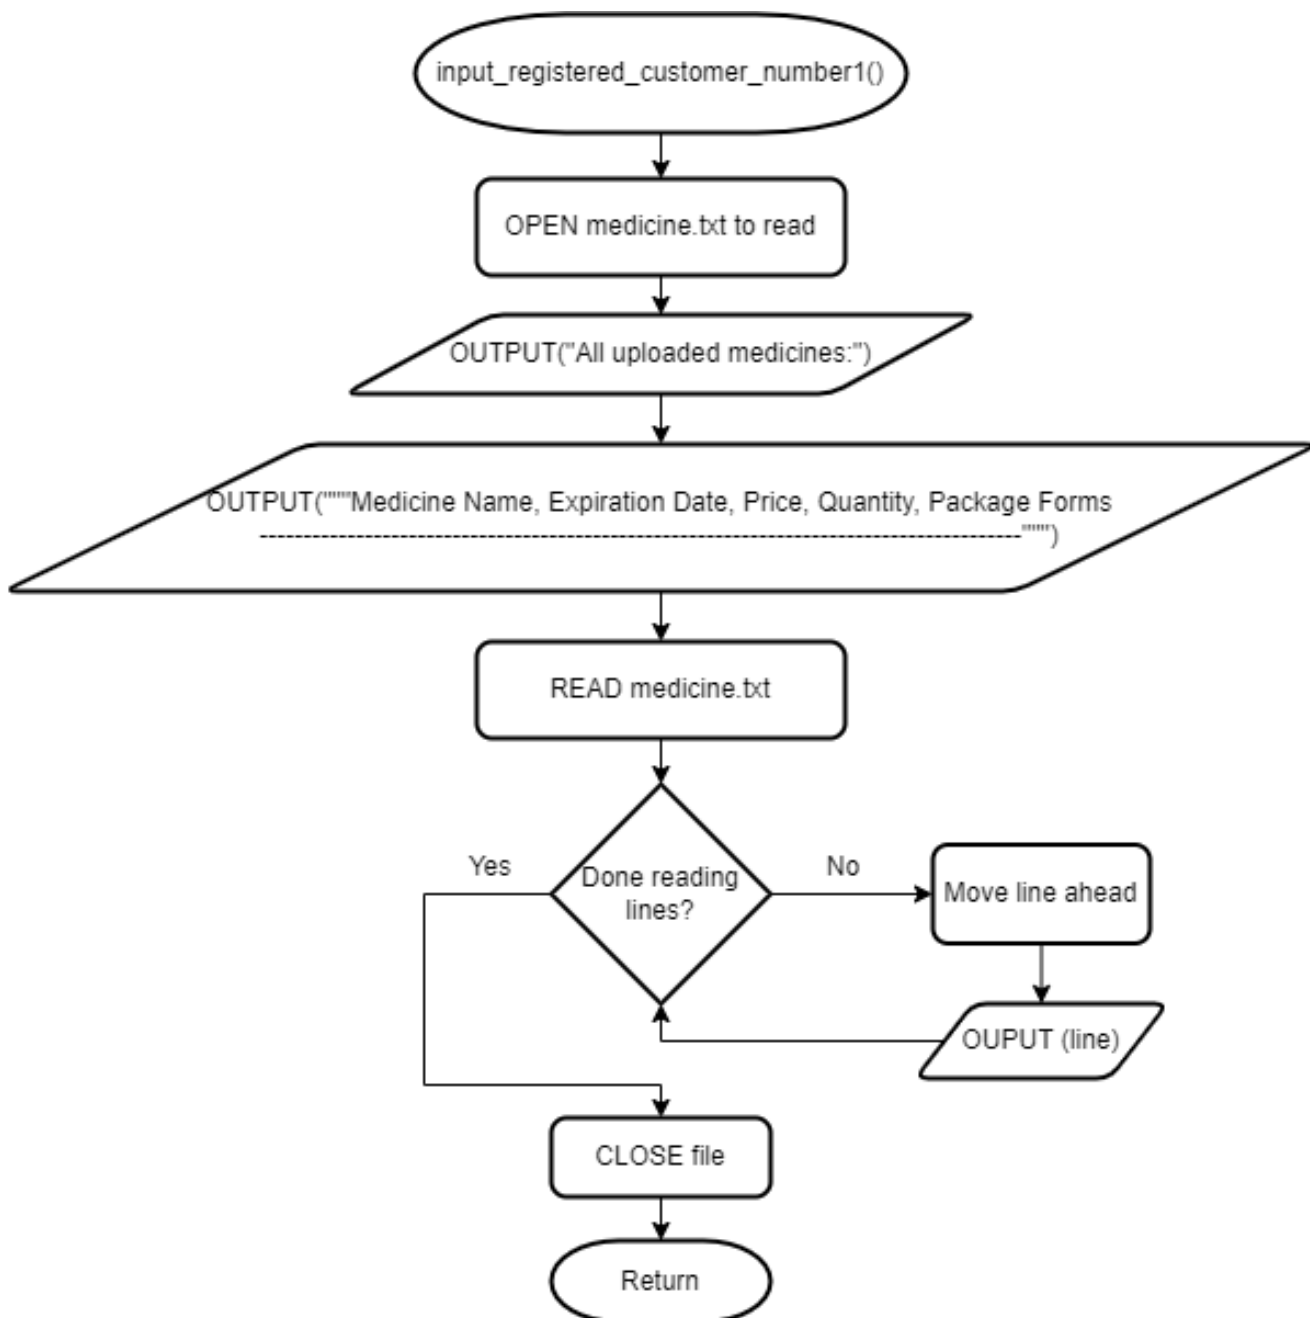 input_registered_customer_number1()
OPEN medicine.txt to read
OUTPUT("All uploaded medicines:")
OUTPUT("""Medicine Name, Expiration Date, Price, Quantity, Package Forms
----------------------------------------------------------------------------------------""")
READ medicine.txt
Done reading
lines?
Yes
No
Move line ahead
OUPUT (line)
CLOSE file
Return